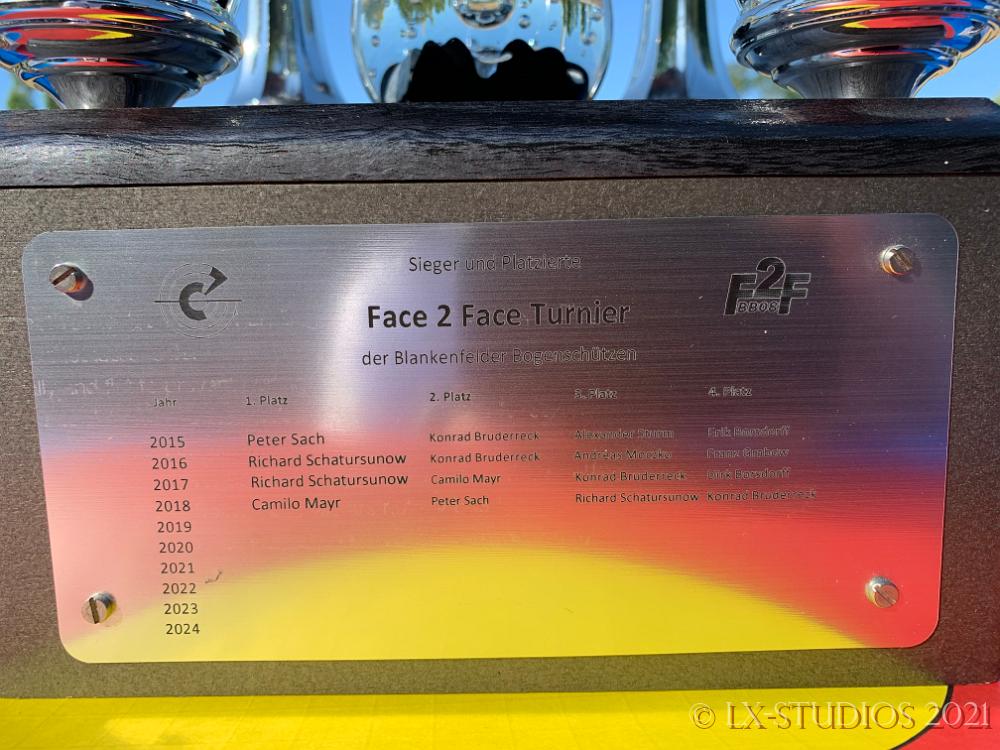 Sieger und Platzierte
C
F2F
BB08
Face 2 Face Turnier
der Blankenfelder Bogenschützen
Jahr 1. Platz 2. Platz 3. Platz 4. Platz
2015 Peter Sach Konrad Bruderreck Alexander Sturm Erik Borsdorff
2016 Richard Schatursunow Konrad Bruderreck Andreas Moczko Franz Grabow
2017 Richard Schatursunow Camilo Mayr Konrad Bruderreck Dirk Borsdorff
2018 Camilo Mayr Peter Sach Richard Schatursunow Konrad Bruderreck
2019
2020
2021
2022
2023
2024
© LX-STUDIOS 2021